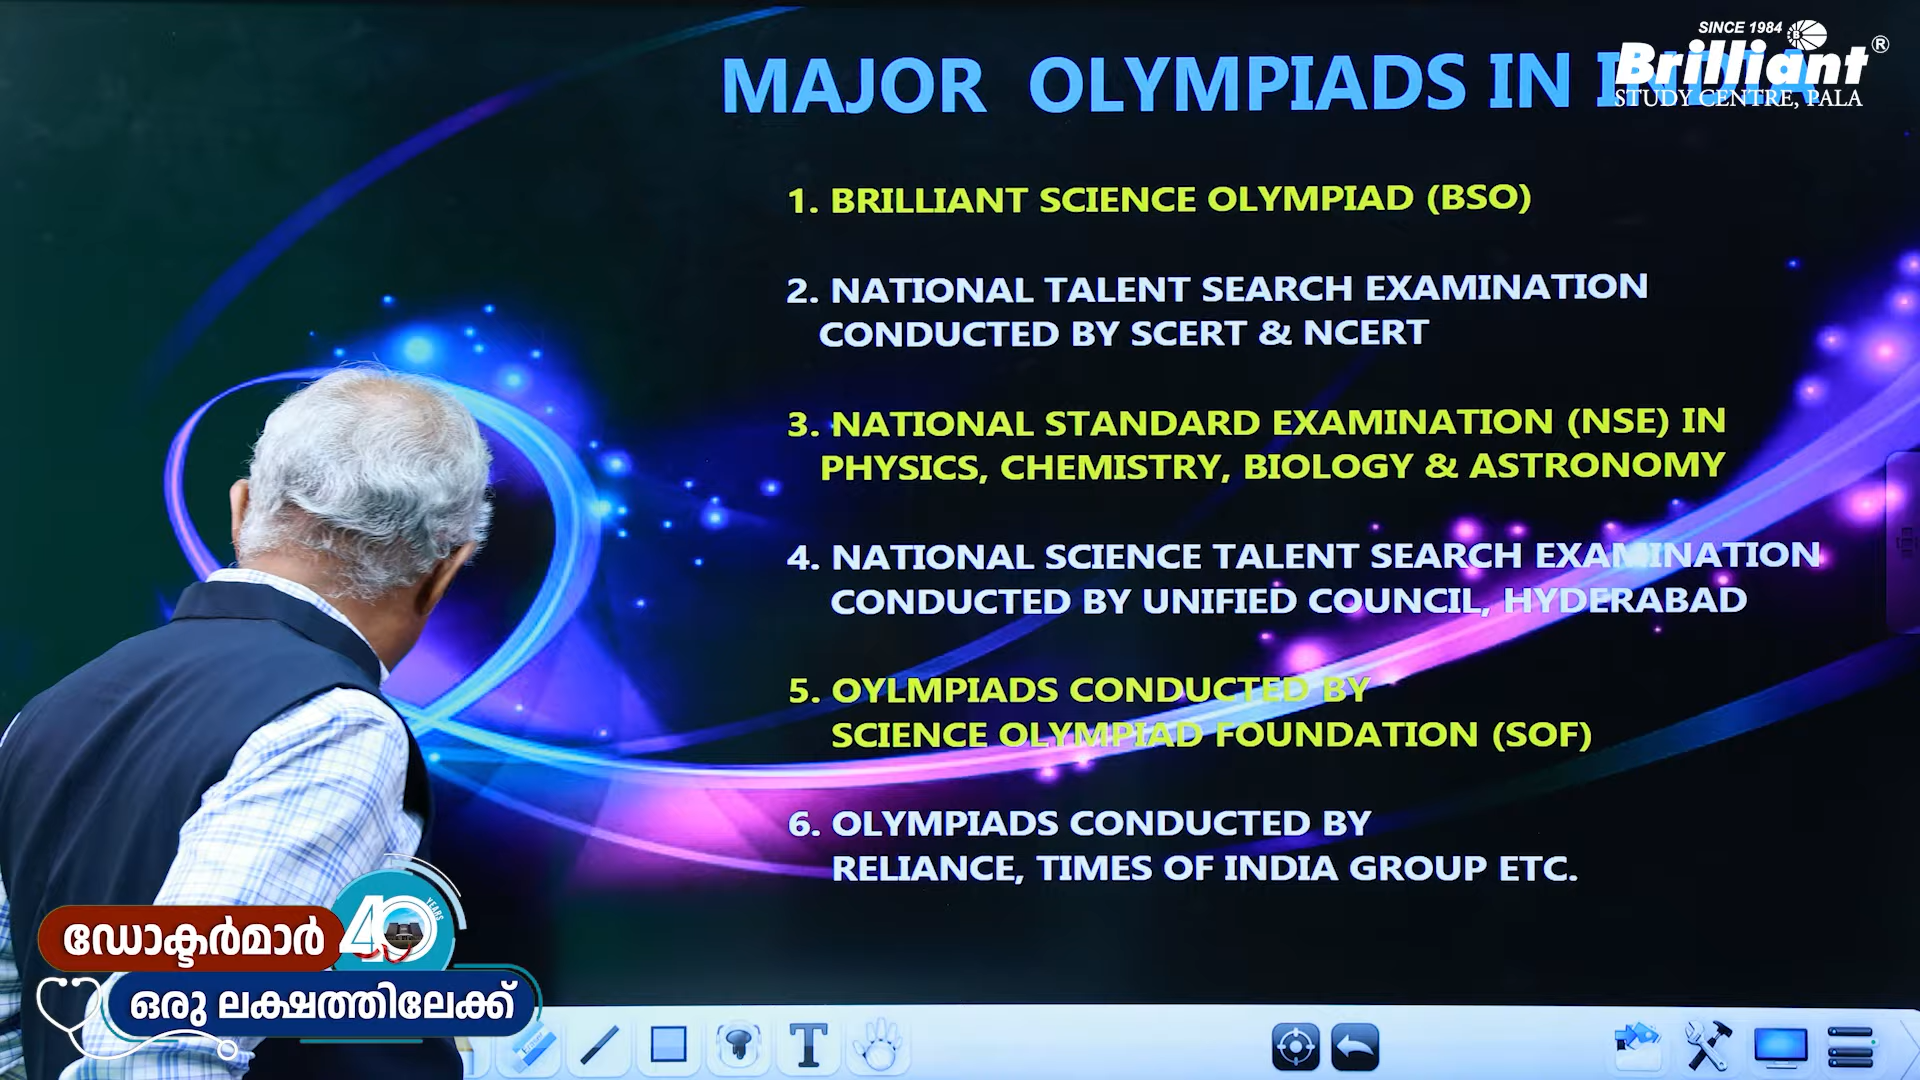 SINCE 1984
Brilliant®
STUDY CENTRE, PALA
MAJOR OLYMPIADS IN
1. BRILLIANT SCIENCE OLYMPIAD (BSO)
2. NATIONAL TALENT SEARCH EXAMINATION
CONDUCTED BY SCERT & NCERT
3. NATIONAL STANDARD EXAMINATION (NSE) IN
PHYSICS, CHEMISTRY, BIOLOGY & ASTRONOMY
4. NATIONAL SCIENCE TALENT SEARCH EXAMINATION
CONDUCTED BY UNIFIED COUNCIL, HYDERABAD
5. OYLMPIADS CONDUCTED BY
SCIENCE OLYMPIAD FOUNDATION (SOF)
6. OLYMPIADS CONDUCTED BY
RELIANCE, TIMES OF INDIA GROUP ETC.
ഡോക്ടർമാർ 40 YEARS
ഒരു ലക്ഷത്തിലേക്ക്
T